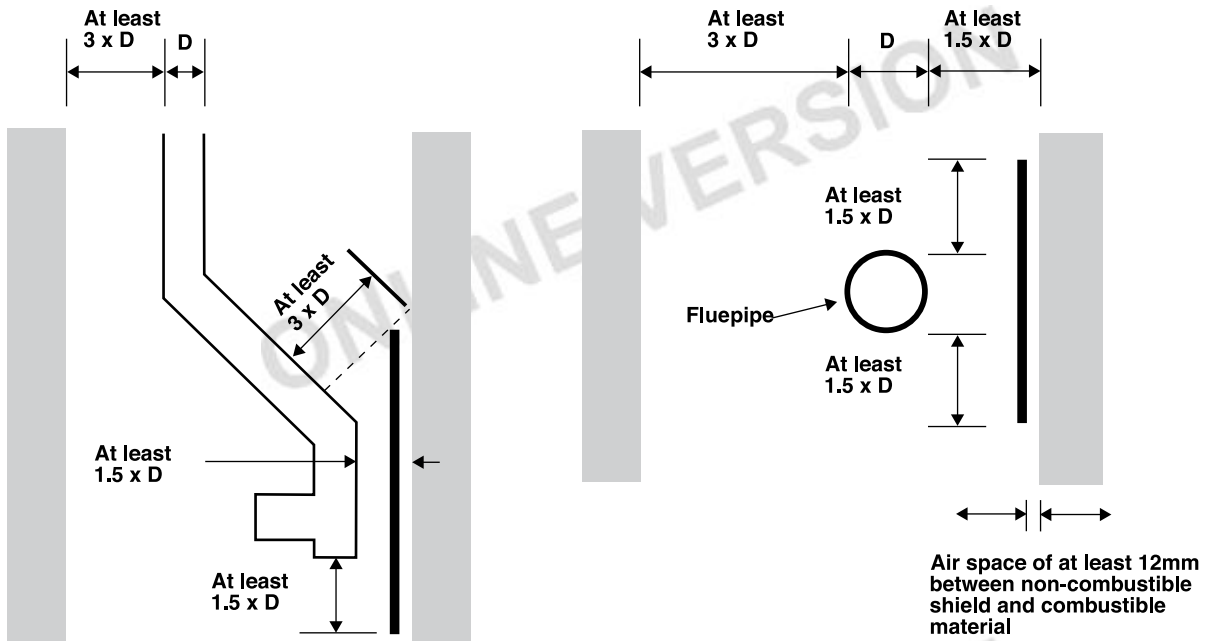 At least
3 x D
D
At least
3 x D
D
At least
1.5 x D
At least
3 x D
At least
1.5 x D
At least
1.5 x D
At least
1.5 x D
Fluepipe
At least
1.5 x D
Air space of at least 12mm
between non-combustible
shield and combustible
material
ONLINE VERSION